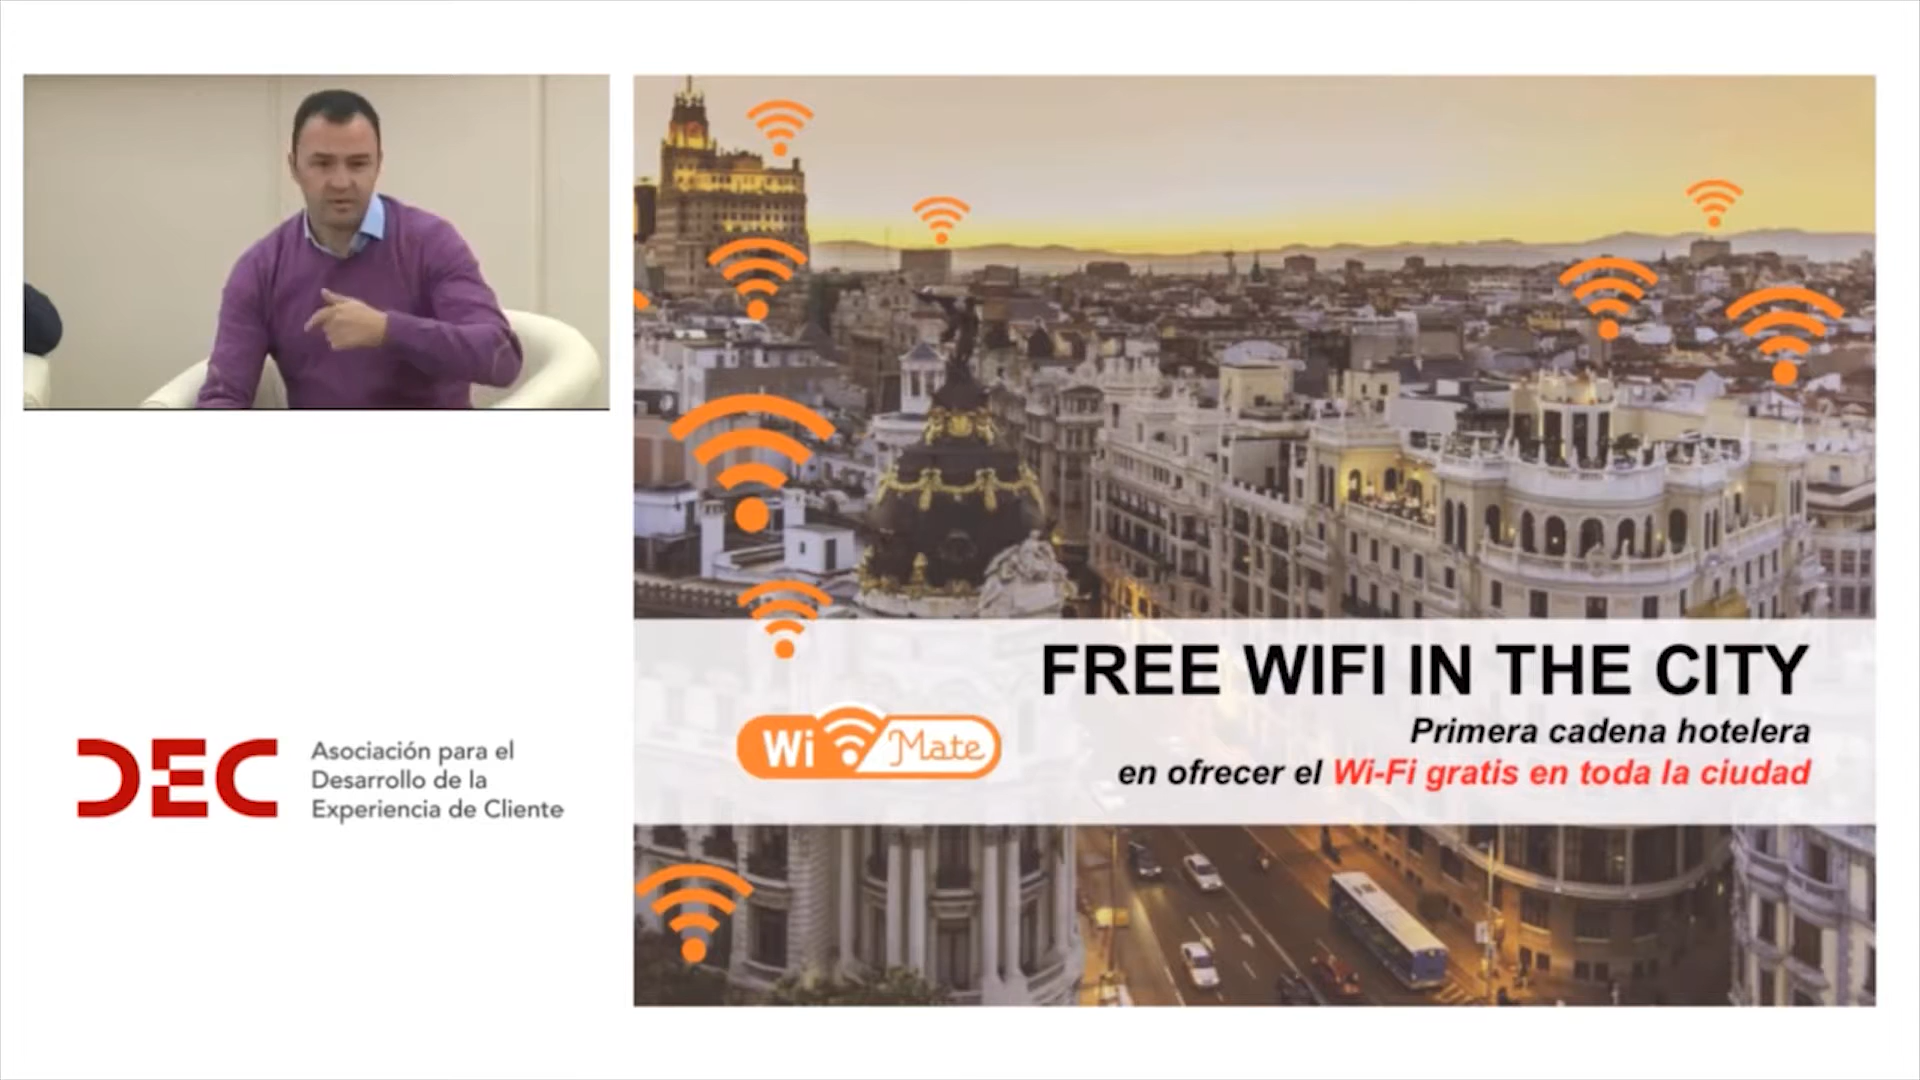 FREE WIFI IN THE CITY
Primera cadena hotelera
en ofrecer el Wi-Fi gratis en toda la ciudad
Wi Mate
DEC
Asociación para el
Desarrollo de la
Experiencia de Cliente